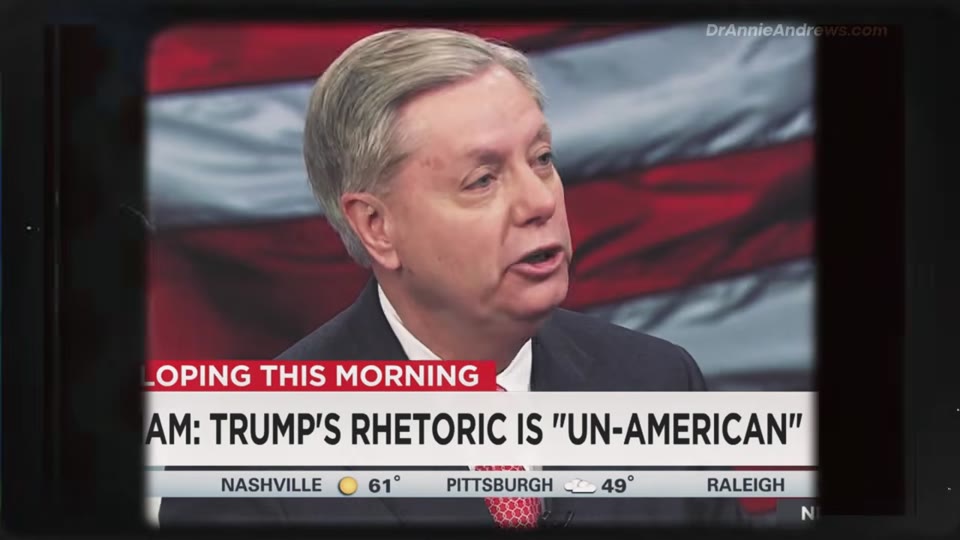 DrAnnieAndrews.com
LOPING THIS MORNING
AM: TRUMP'S RHETORIC IS "UN-AMERICAN"
NASHVILLE 61° PITTSBURGH 49° RALEIGH